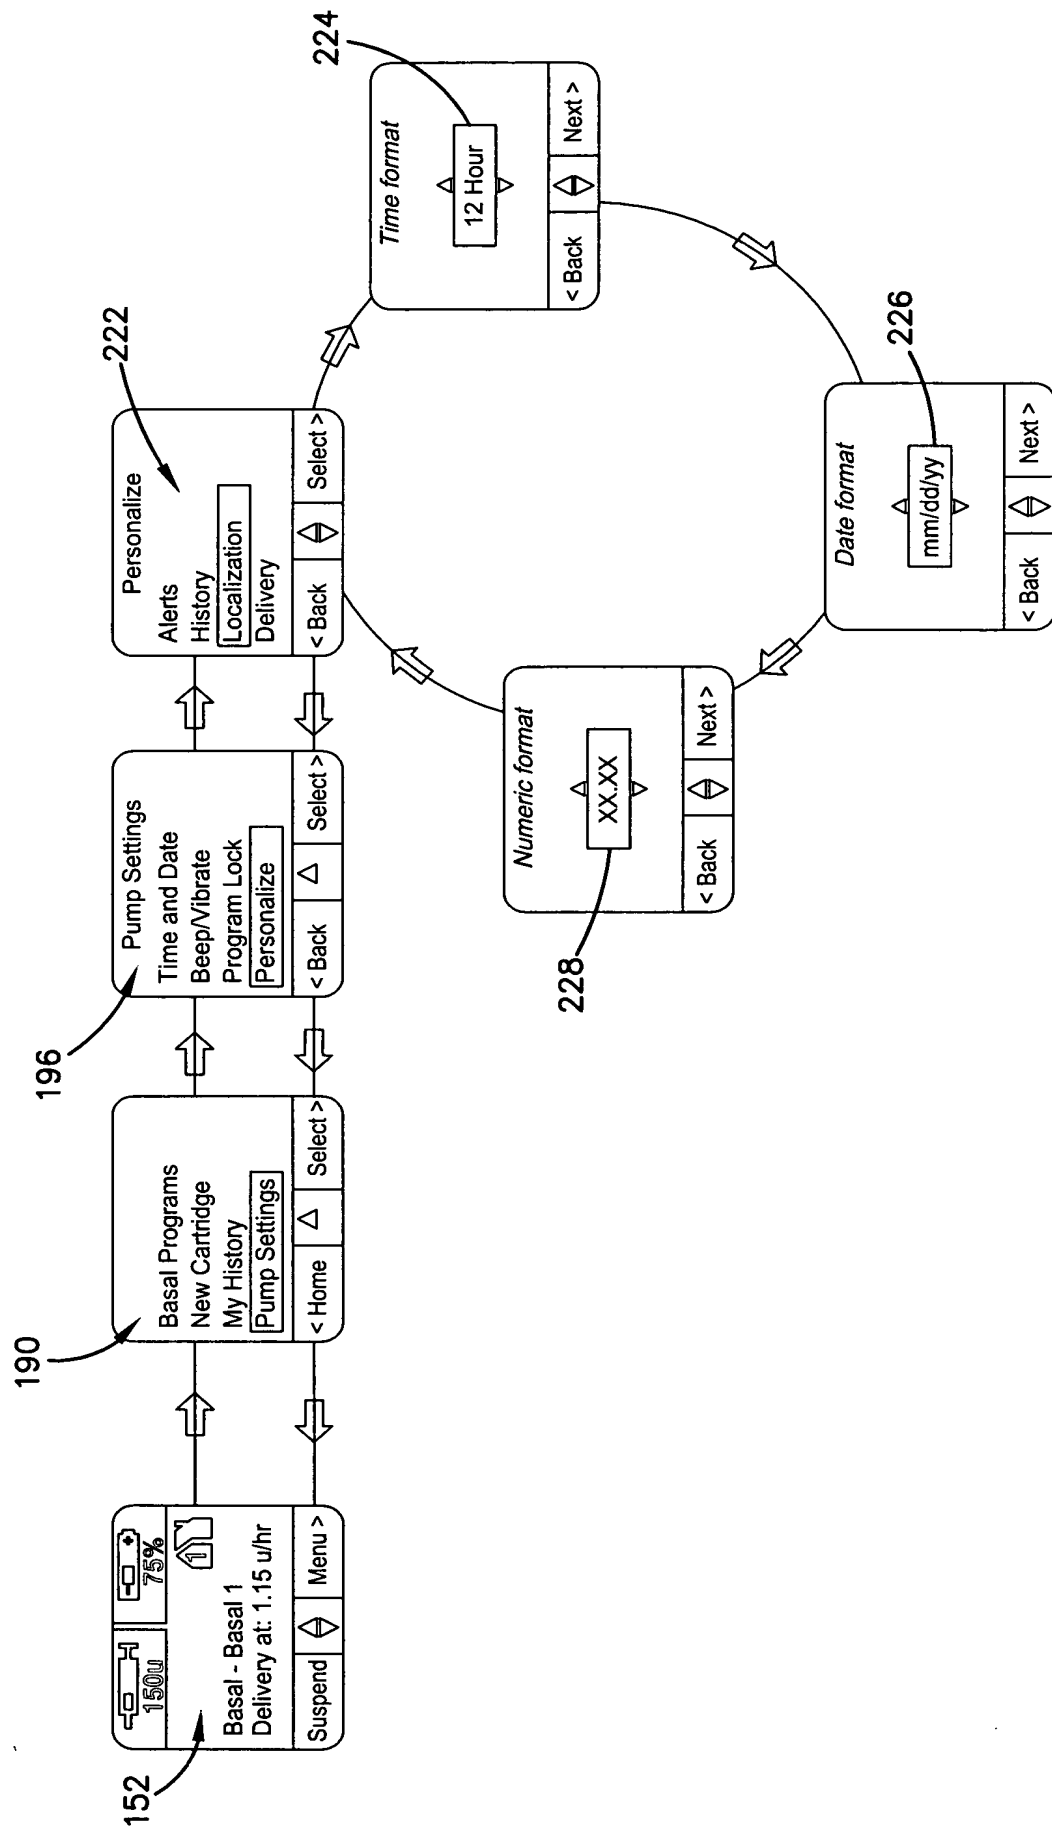 152
150u
75%
1
Basal - Basal 1
Delivery at: 1.15 u/hr
Suspend
Menu >
190
Basal Programs
New Cartridge
My History
Pump Settings
< Home
Select >
196
Pump Settings
Time and Date
Beep/Vibrate
Program Lock
Personalize
< Back
Select >
222
Personalize
Alerts
History
Localization
Delivery
< Back
Select >
224
Time format
12 Hour
< Back
Next >
226
Date format
mm/dd/yy
< Back
Next >
228
Numeric format
XX.XX
< Back
Next >